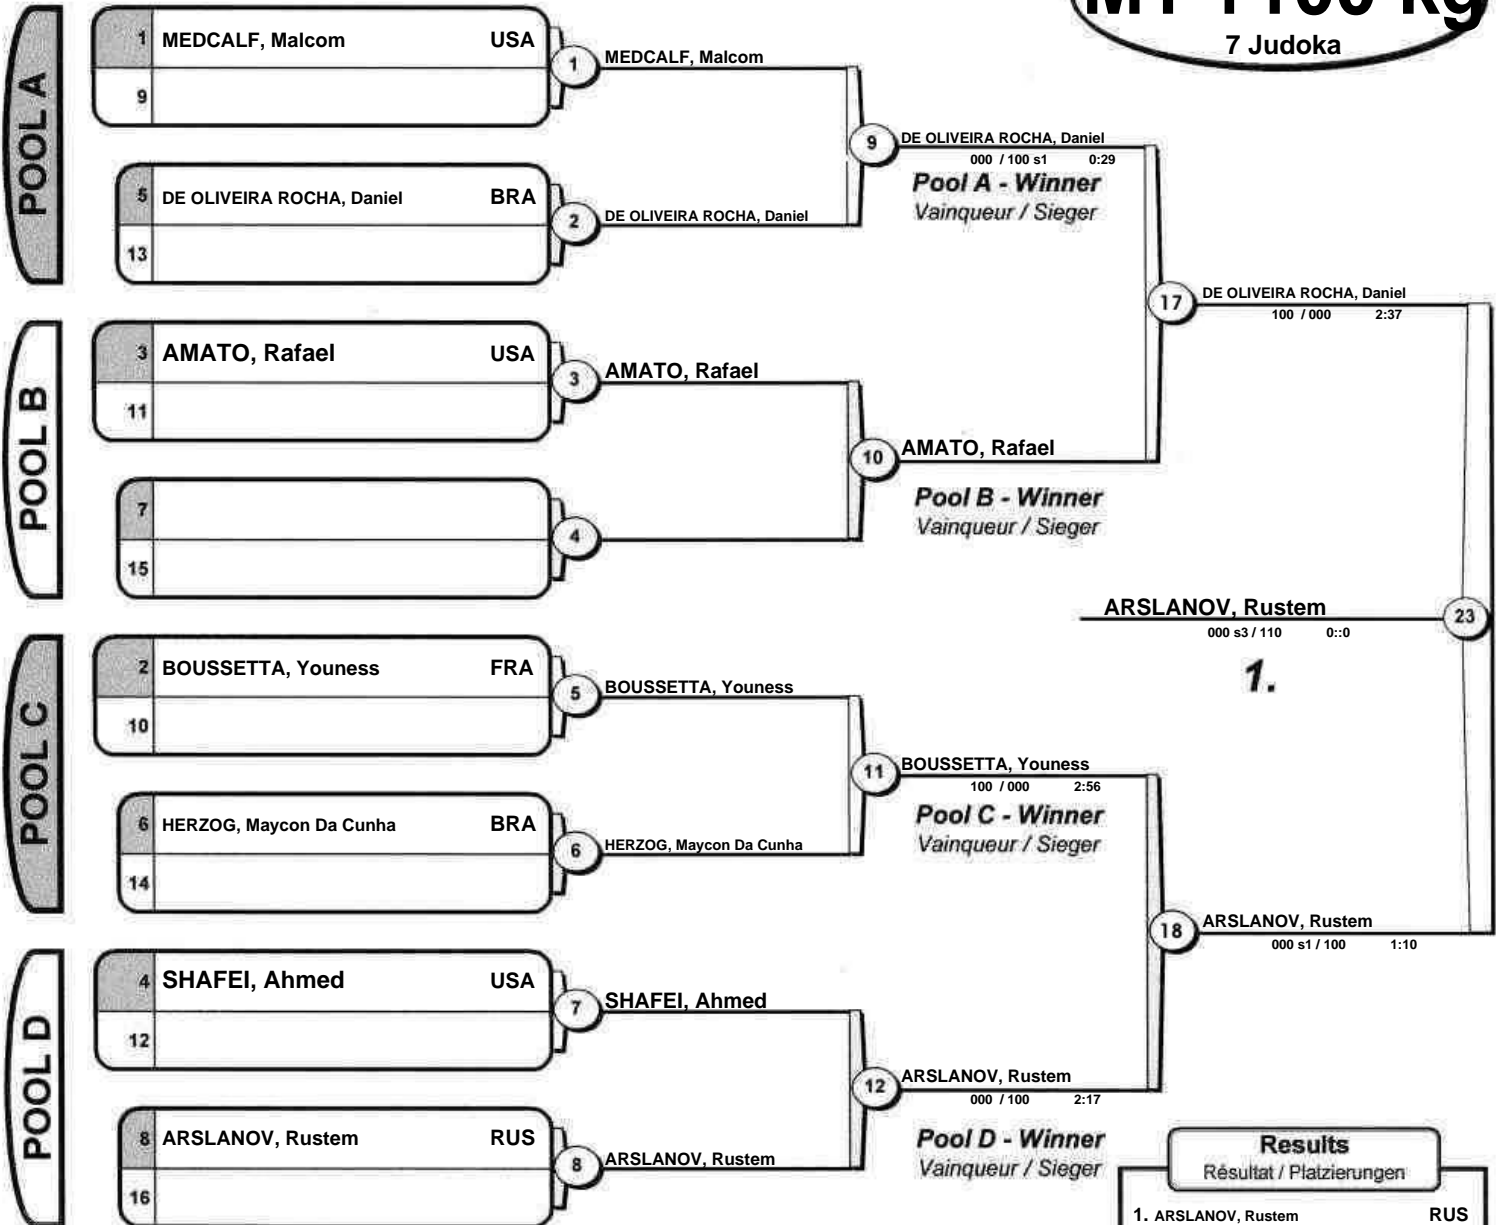 7 Judoka
POOL A
1 MEDCALF, Malcom USA
9
1
MEDCALF, Malcom
5 DE OLIVEIRA ROCHA, Daniel BRA
13
2
DE OLIVEIRA ROCHA, Daniel
9
DE OLIVEIRA ROCHA, Daniel
000 / 100 s1 0:29
Pool A - Winner
Vainqueur / Sieger
17
DE OLIVEIRA ROCHA, Daniel
100 / 000 2:37
POOL B
3 AMATO, Rafael USA
11
3
AMATO, Rafael
7
15
4
10
AMATO, Rafael
Pool B - Winner
Vainqueur / Sieger
ARSLANOV, Rustem
000 s3 / 110 0::0
23
1.
POOL C
2 BOUSSETTA, Youness FRA
10
5
BOUSSETTA, Youness
6 HERZOG, Maycon Da Cunha BRA
14
6
HERZOG, Maycon Da Cunha
11
BOUSSETTA, Youness
100 / 000 2:56
Pool C - Winner
Vainqueur / Sieger
18
ARSLANOV, Rustem
000 s1 / 100 1:10
POOL D
4 SHAFEI, Ahmed USA
12
7
SHAFEI, Ahmed
8 ARSLANOV, Rustem RUS
16
8
ARSLANOV, Rustem
12
ARSLANOV, Rustem
000 / 100 2:17
Pool D - Winner
Vainqueur / Sieger
Results
Résultat / Platzierungen
1. ARSLANOV, Rustem RUS